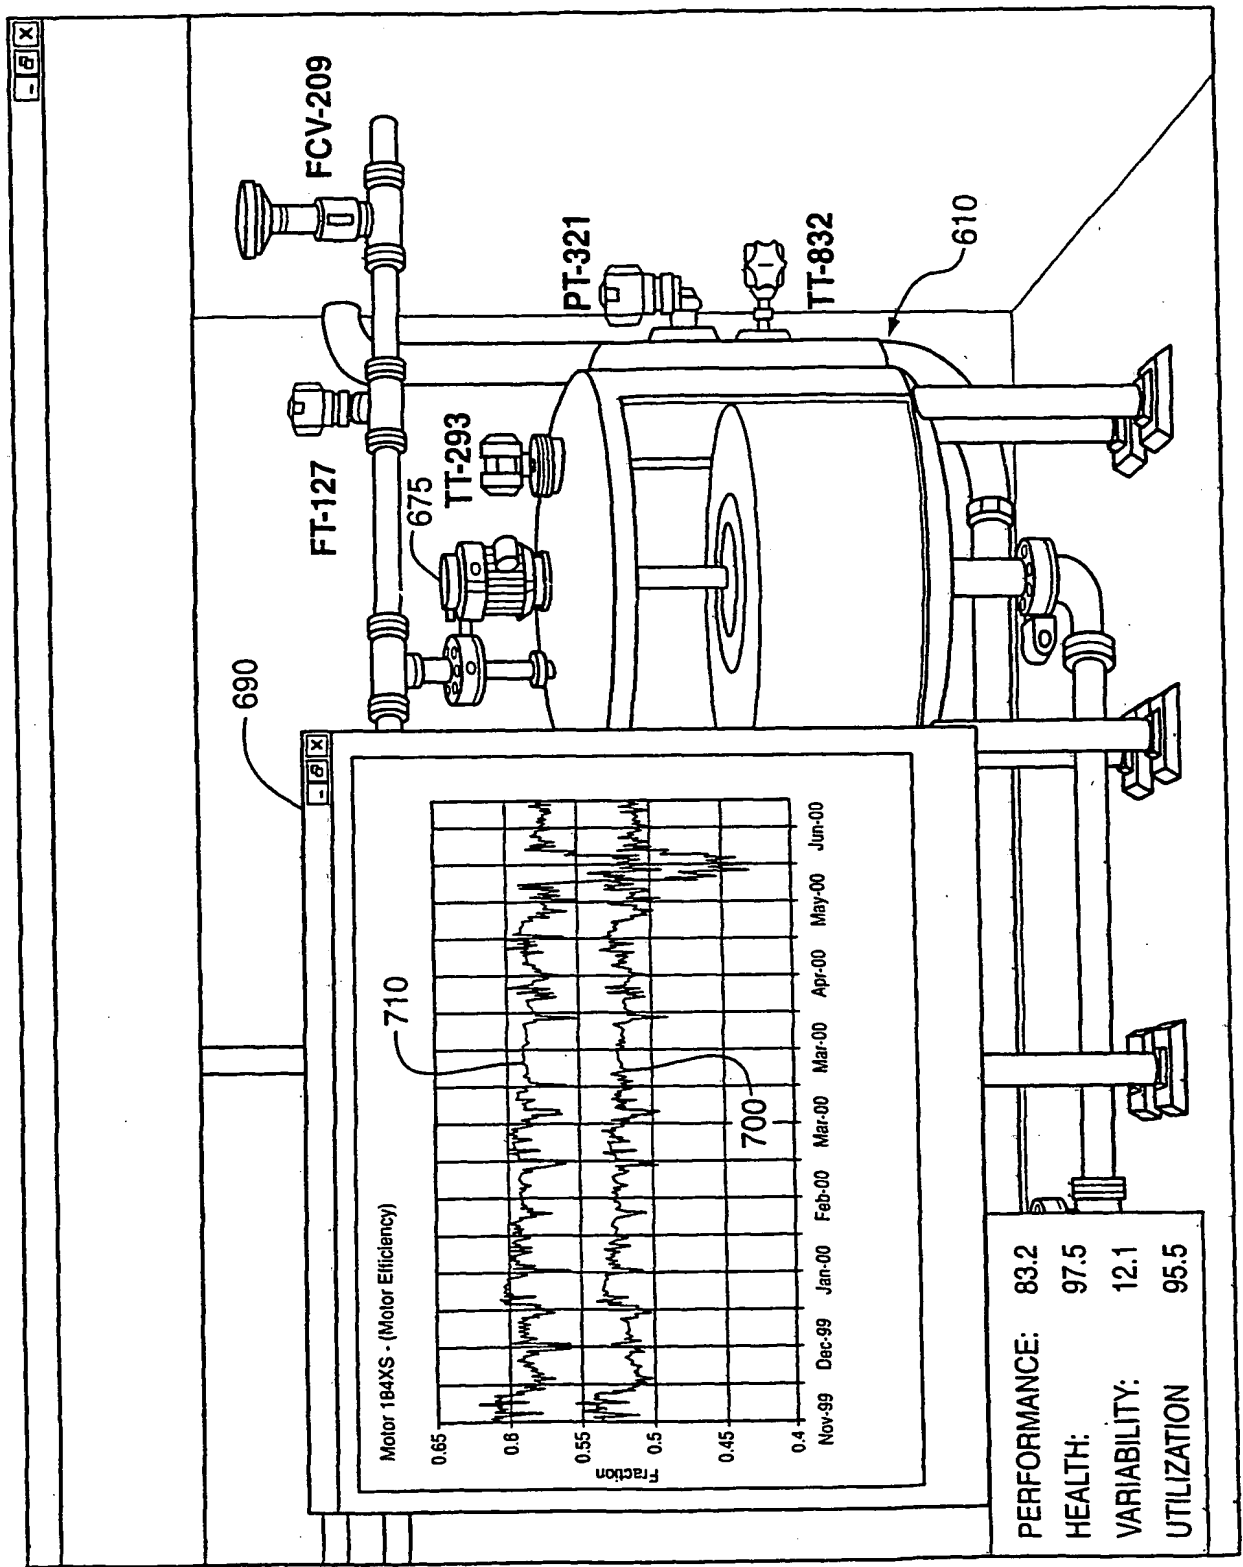 FCV-209
FT-127
690
675
TT-293
PT-321
TT-832
610
Motor 1B4XS - (Motor Efficiency)
710
700
Fraction
0.65
0.6
0.55
0.5
0.45
0.4
Nov-99 Dec-99 Jan-00 Feb-00 Mar-00 Mar-00 Apr-00 May-00 Jun-00
PERFORMANCE: 83.2
HEALTH: 97.5
VARIABILITY: 12.1
UTILIZATION 95.5